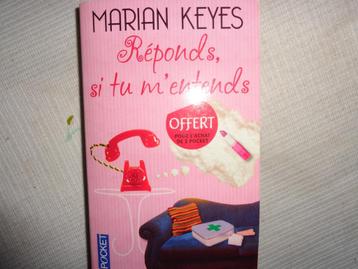 MARIAN KEYES
Réponds,
si tu m'entends
OFFERT
POUR L'ACHAT
DE 2 POCKET
POCKET